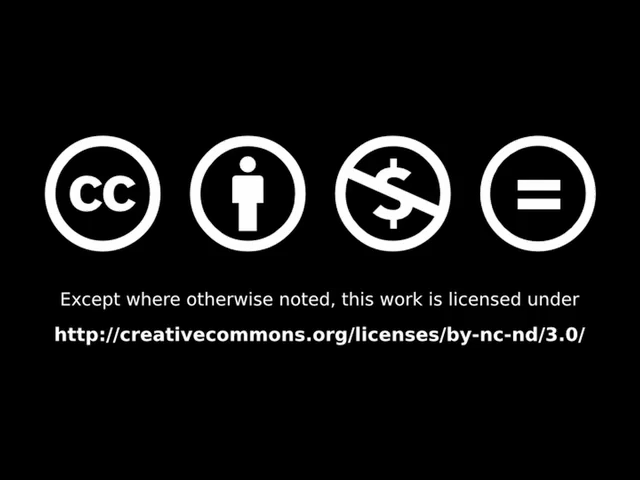 cc
$
=
Except where otherwise noted, this work is licensed under
http://creativecommons.org/licenses/by-nc-nd/3.0/